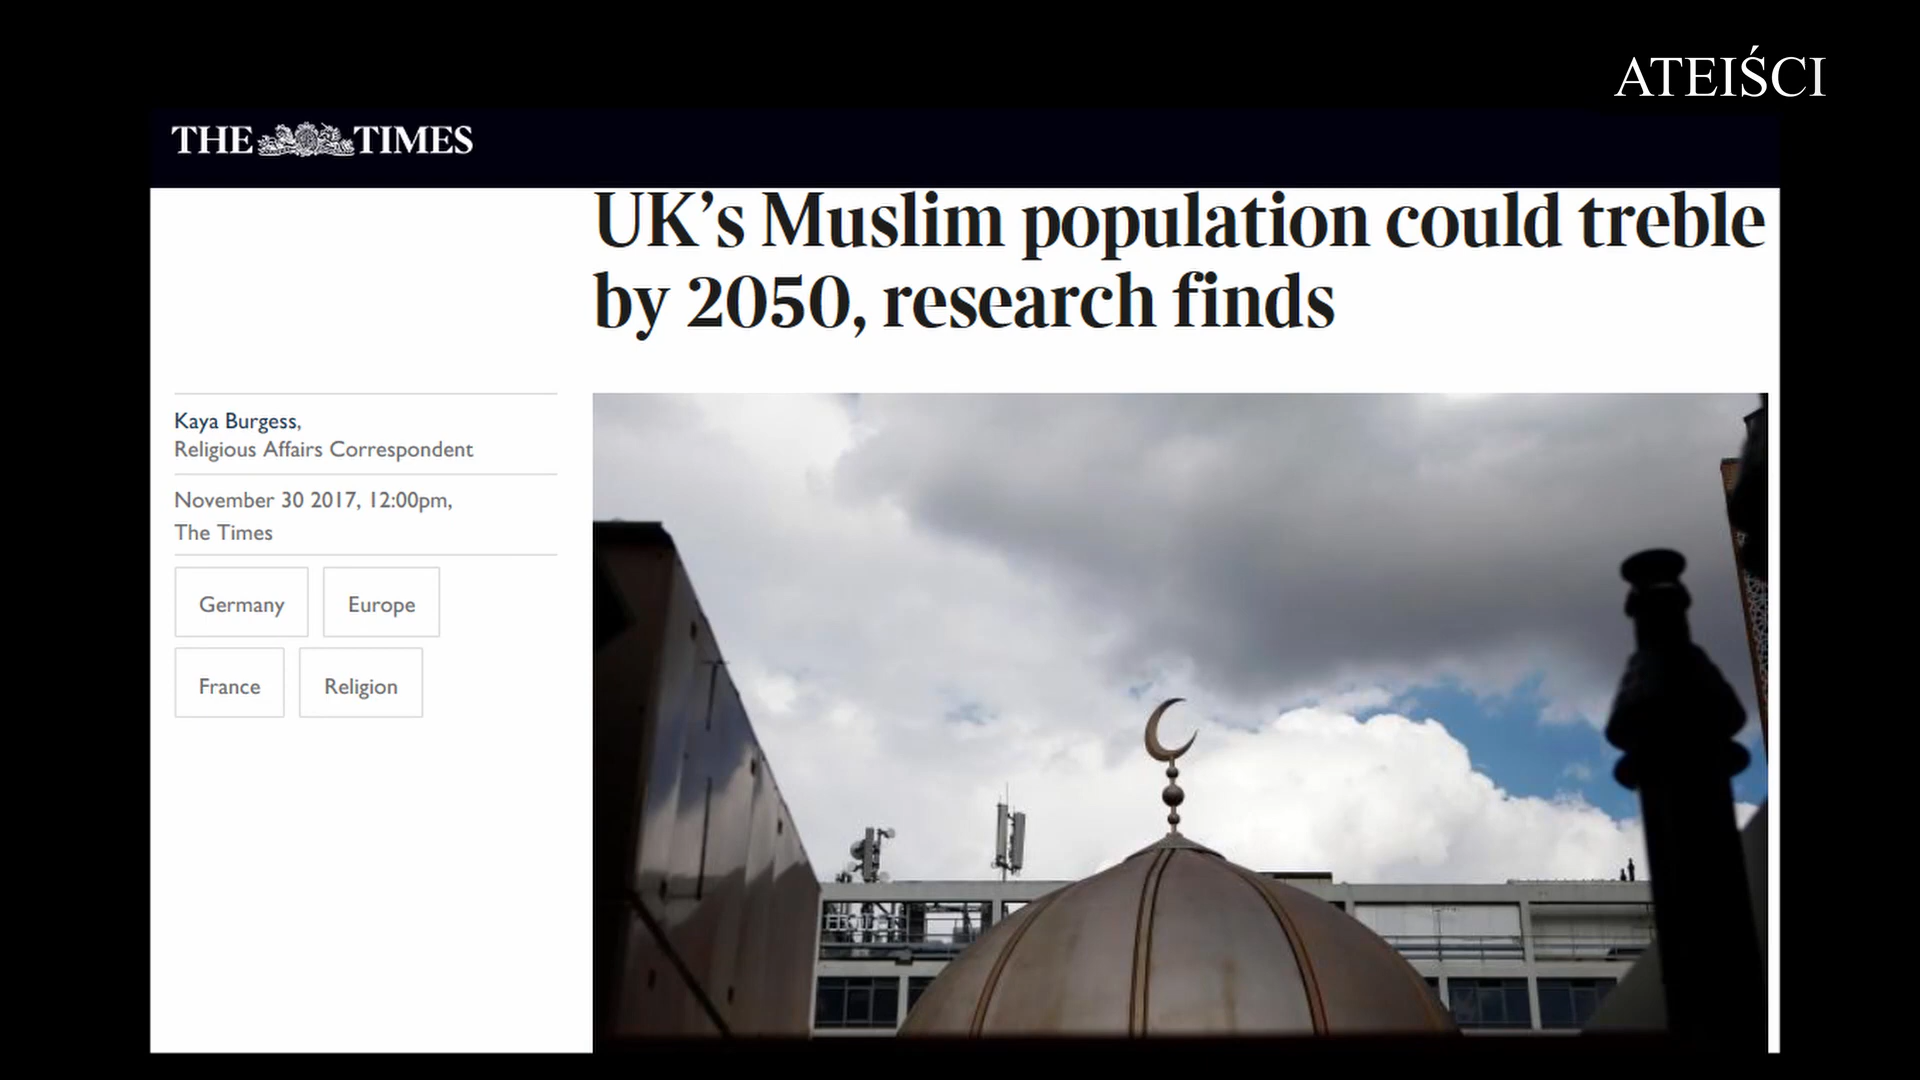 ATEIŚCI
THE TIMES
UK's Muslim population could treble
by 2050, research finds
Kaya Burgess,
Religious Affairs Correspondent
November 30 2017, 12:00pm,
The Times
Germany
Europe
France
Religion